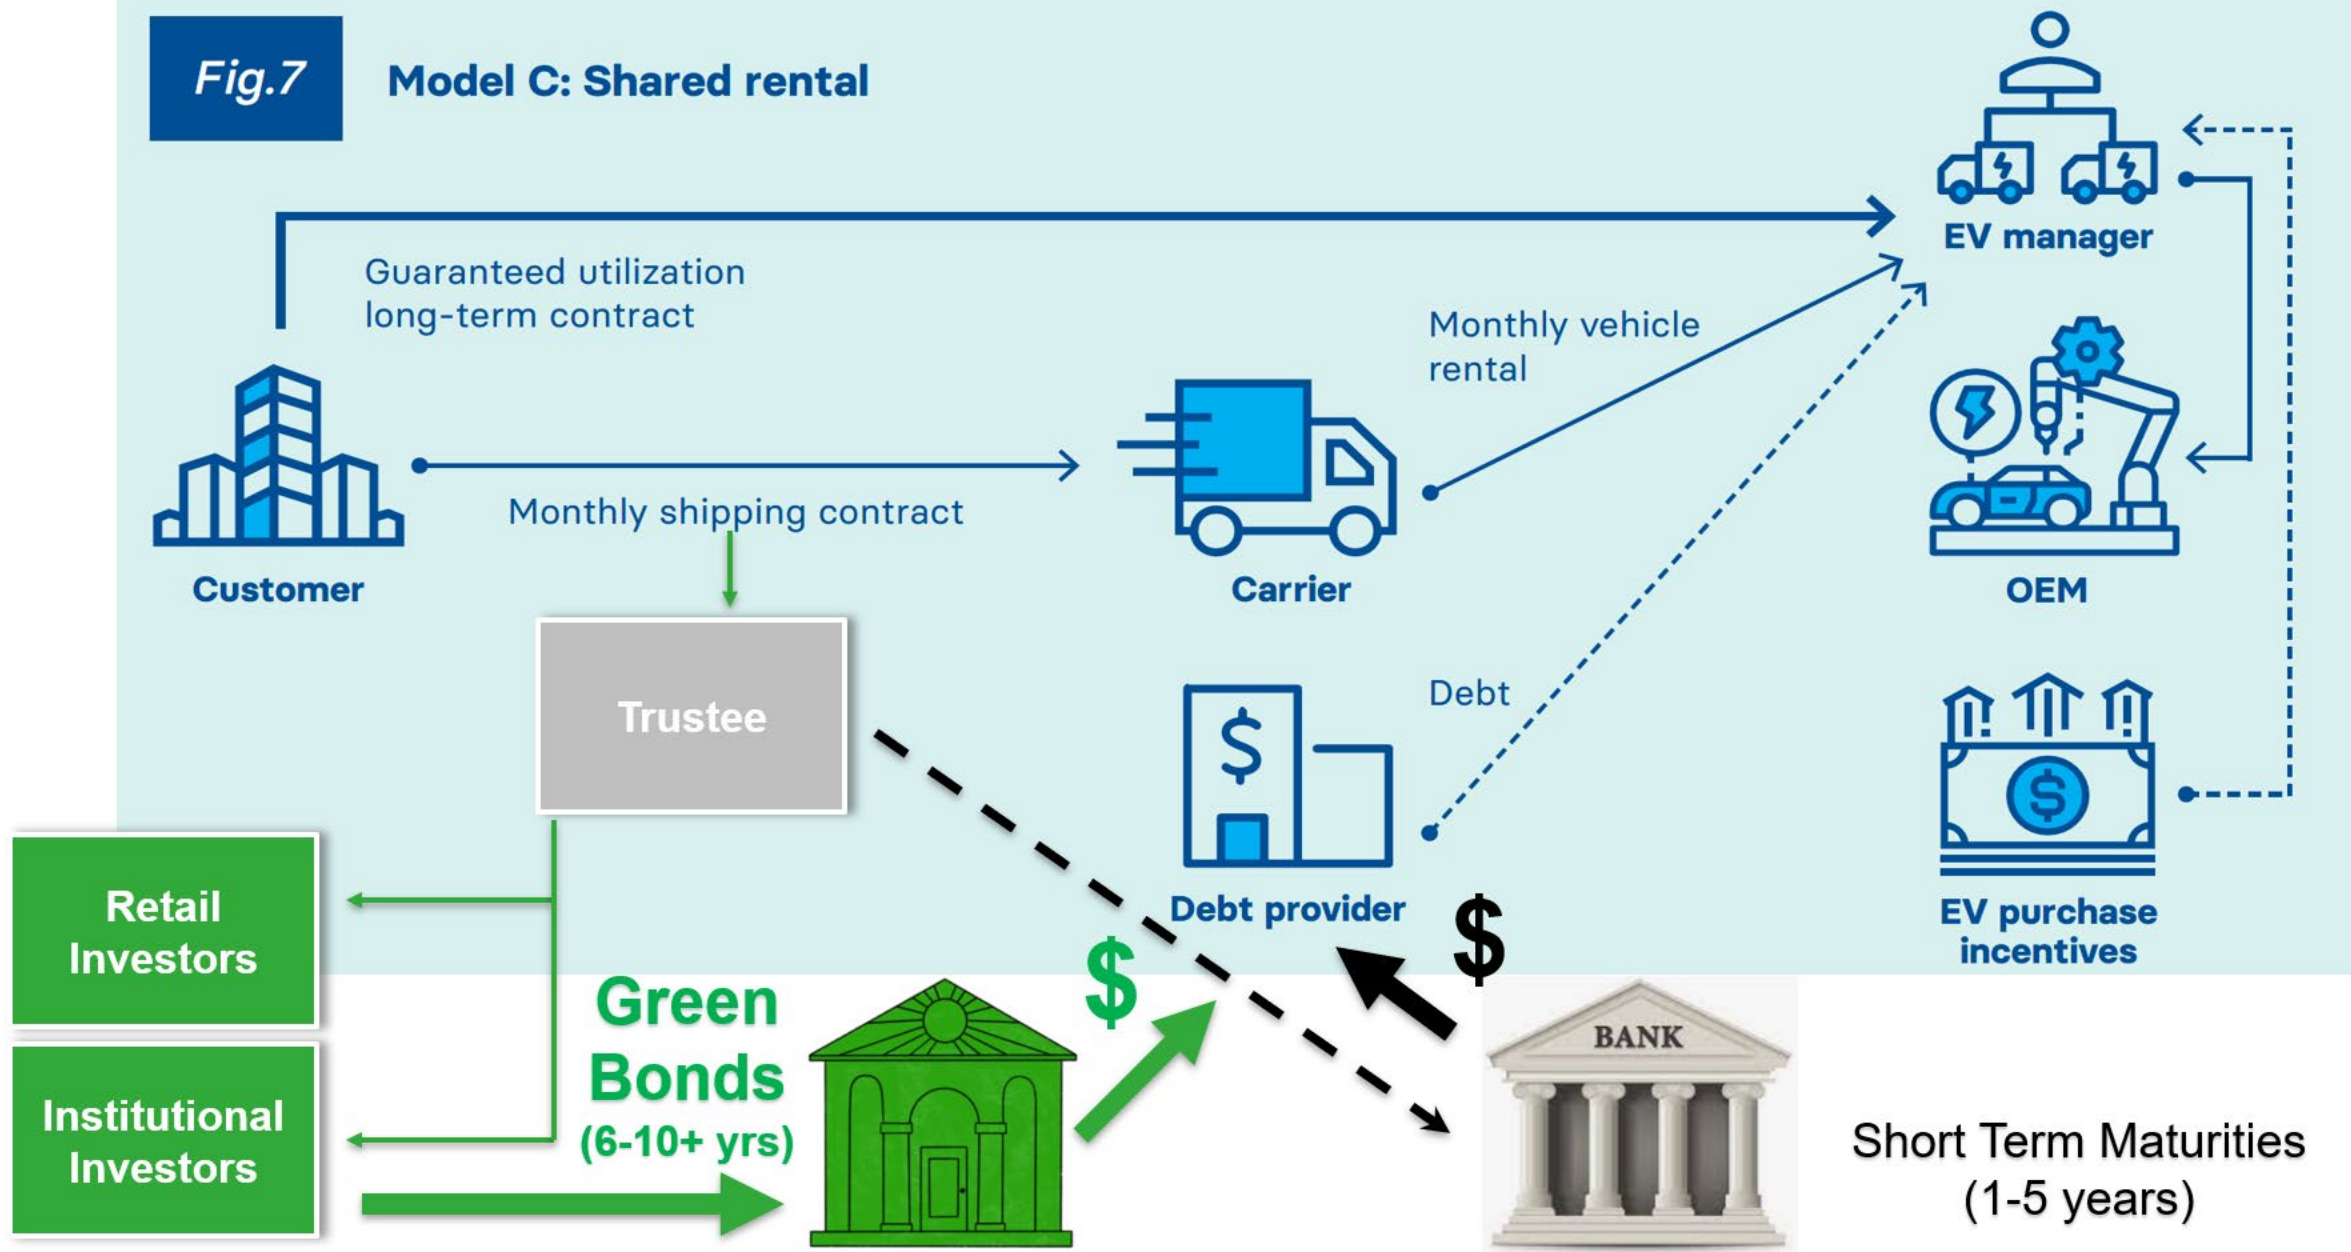 Fig.7
Model C: Shared rental
EV manager
Guaranteed utilization
long-term contract
Monthly vehicle
rental
Monthly shipping contract
Customer
Carrier
OEM
Trustee
$
Debt
$
Debt provider
EV purchase
incentives
Retail
Investors
$
$
Green
Bonds
(6-10+ yrs)
BANK
Institutional
Investors
Short Term Maturities
(1-5 years)